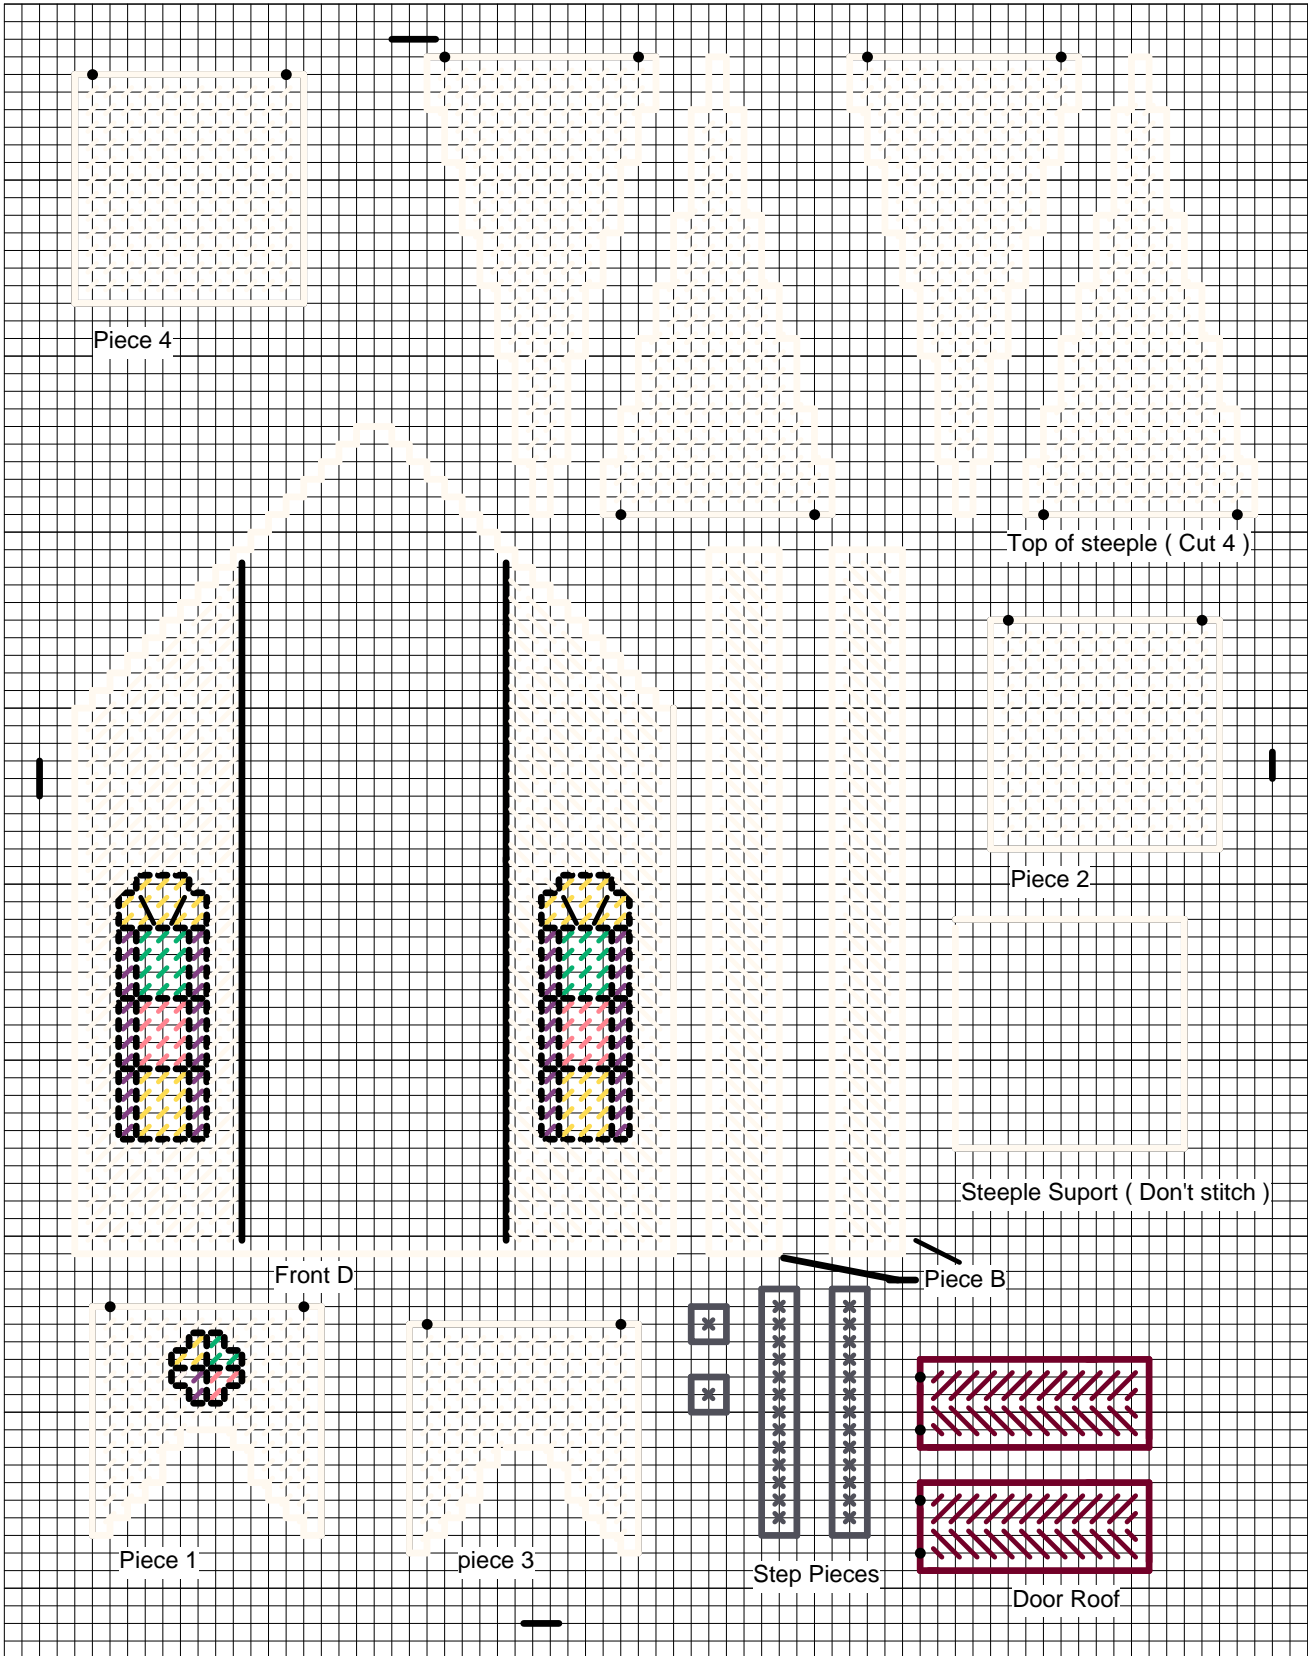 Piece 4
Top of steeple ( Cut 4 )
Piece 2
Steeple Suport ( Don't stitch )
Front D
Piece B
Piece 1
piece 3
Step Pieces
Door Roof